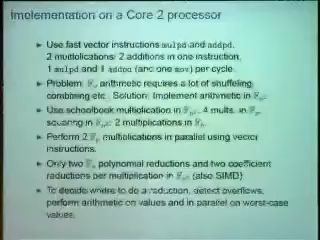 Implementation on a Core 2 processor
Use fast vector instructions mulpd and addpd.
2 multiplications, 2 additions in one instruction,
1 mulpd and 1 addpd (and one mov) per cycle.
Problem: arithmetic requires a lot of shuffeling,
combining etc. Solution: Implement arithmetic in
Use schoolbook multiplication in 4 mults. in
squaring in 2 multiplications in
Perform 2 multiplications in parallel using vector
instructions.
Only two polynomial reductions and two coefficient
reductions per multiplication in (also SIMD)
To decide where to do a reduction, detect overflows,
perform arithmetic on values and in parallel on worst-case
values.